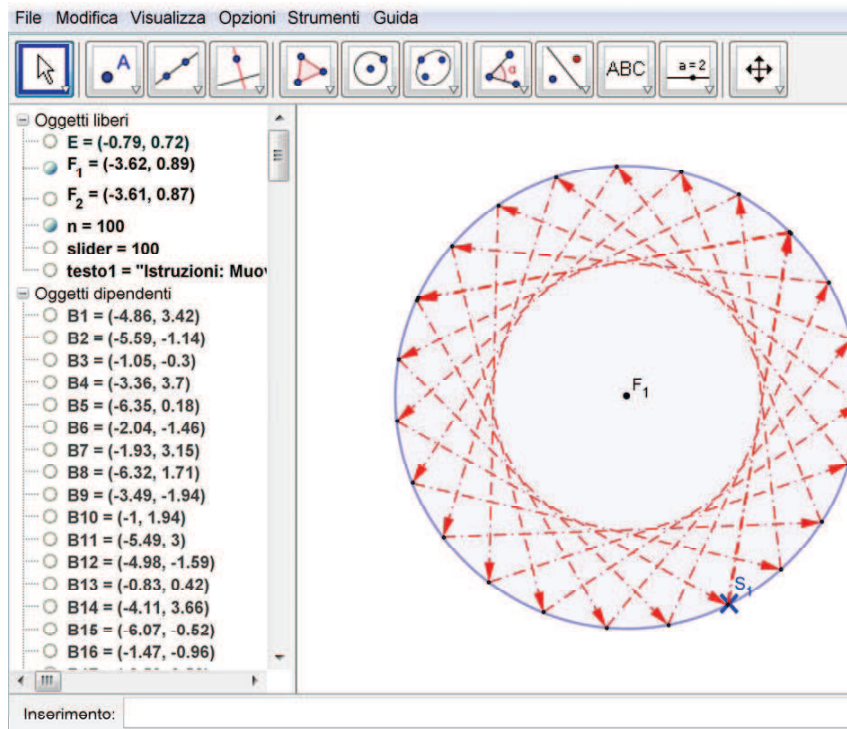 File Modifica Visualizza Opzioni Strumenti Guida
A
α
ABC
a = 2
Oggetti liberi
E = (-0.79, 0.72)
F1 = (-3.62, 0.89)
F2 = (-3.61, 0.87)
n = 100
slider = 100
testo1 = "Istruzioni: Muov
Oggetti dipendenti
B1 = (-4.86, 3.42)
B2 = (-5.59, -1.14)
B3 = (-1.05, -0.3)
B4 = (-3.36, 3.7)
B5 = (-6.35, 0.18)
B6 = (-2.04, -1.46)
B7 = (-1.93, 3.15)
B8 = (-6.32, 1.71)
B9 = (-3.49, -1.94)
B10 = (-1, 1.94)
B11 = (-5.49, 3)
B12 = (-4.98, -1.59)
B13 = (-0.83, 0.42)
B14 = (-4.11, 3.66)
B15 = (-6.07, -0.52)
B16 = (-1.47, -0.96)
F1
S1
Inserimento: